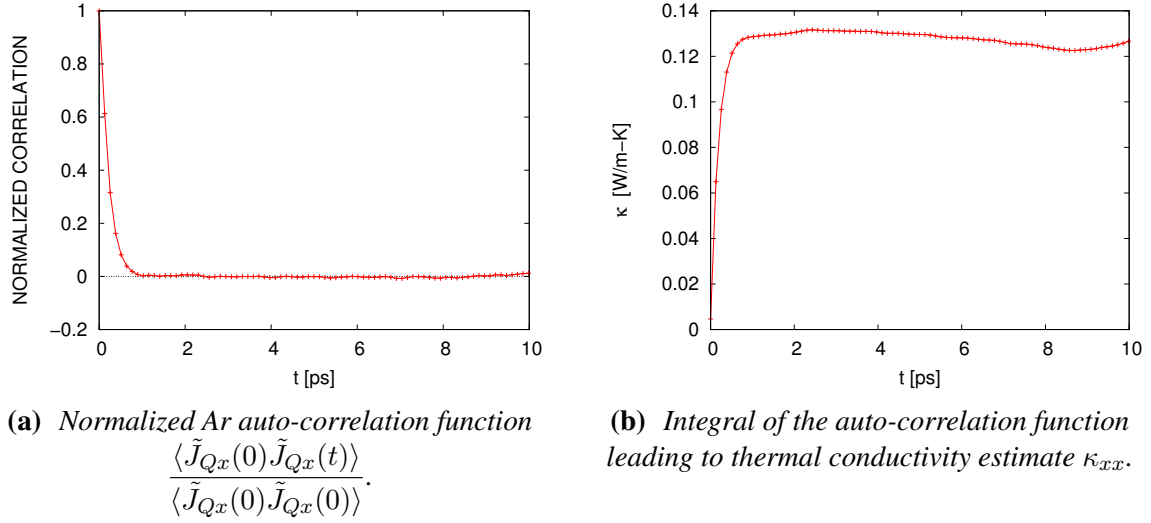 NORMALIZED CORRELATION
1
0.8
0.6
0.4
0.2
0
−0.2
0 2 4 6 8 10
t [ps]
(a) Normalized Ar auto-correlation function
⟨J̃_{Qx}(0)J̃_{Qx}(t)⟩
⟨J̃_{Qx}(0)J̃_{Qx}(0)⟩.
κ [W/m−K]
0.14
0.12
0.1
0.08
0.06
0.04
0.02
0
0 2 4 6 8 10
t [ps]
(b) Integral of the auto-correlation function
leading to thermal conductivity estimate κ_{xx}.